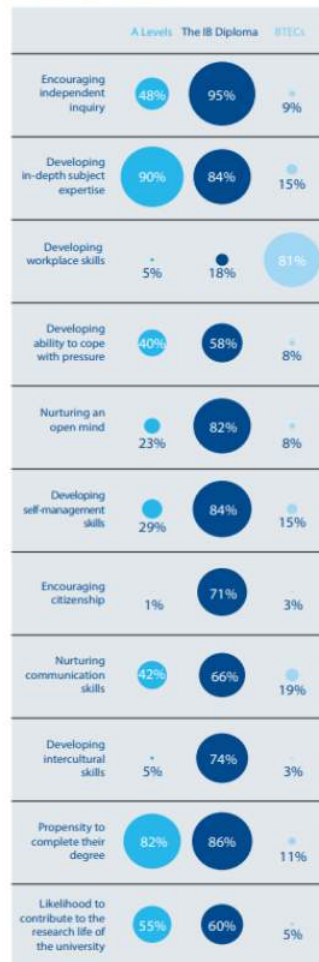 A Levels The IB Diploma BTECs
Encouraging
independent
inquiry
48% 95% 9%
Developing
in-depth subject
expertise
90% 84% 15%
Developing
workplace skills
5% 18% 81%
Developing
ability to cope
with pressure
40% 58% 8%
Nurturing an
open mind
23% 82% 8%
Developing
self-management
skills
29% 84% 15%
Encouraging
citizenship
1% 71% 3%
Nurturing
communication
skills
42% 66% 19%
Developing
intercultural
skills
5% 74% 3%
Propensity to
complete their
degree
82% 86% 11%
Likelihood to
contribute to the
research life of
the university
55% 60% 5%